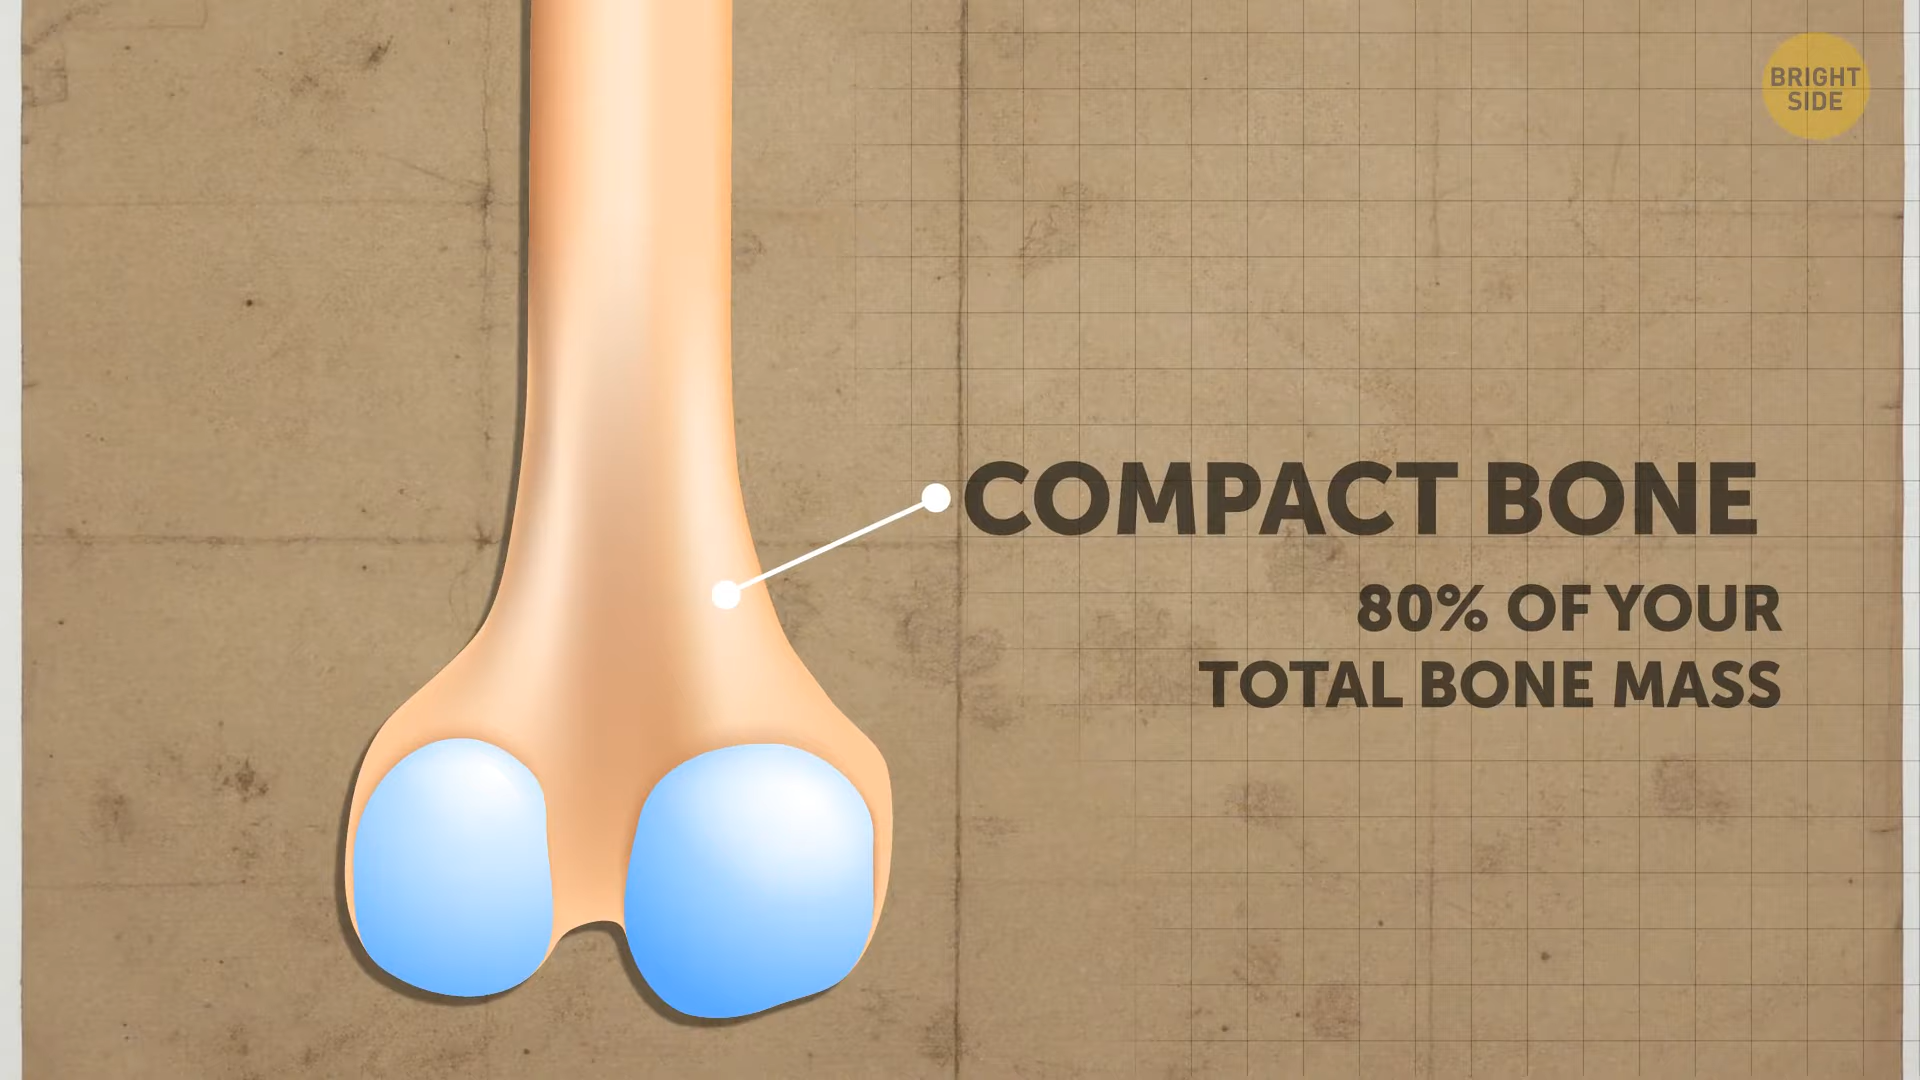 BRIGHT
SIDE
COMPACT BONE
80% OF YOUR
TOTAL BONE MASS